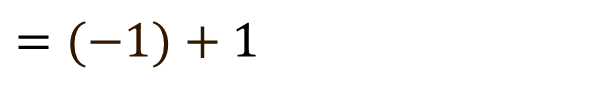 = (−1) + 1